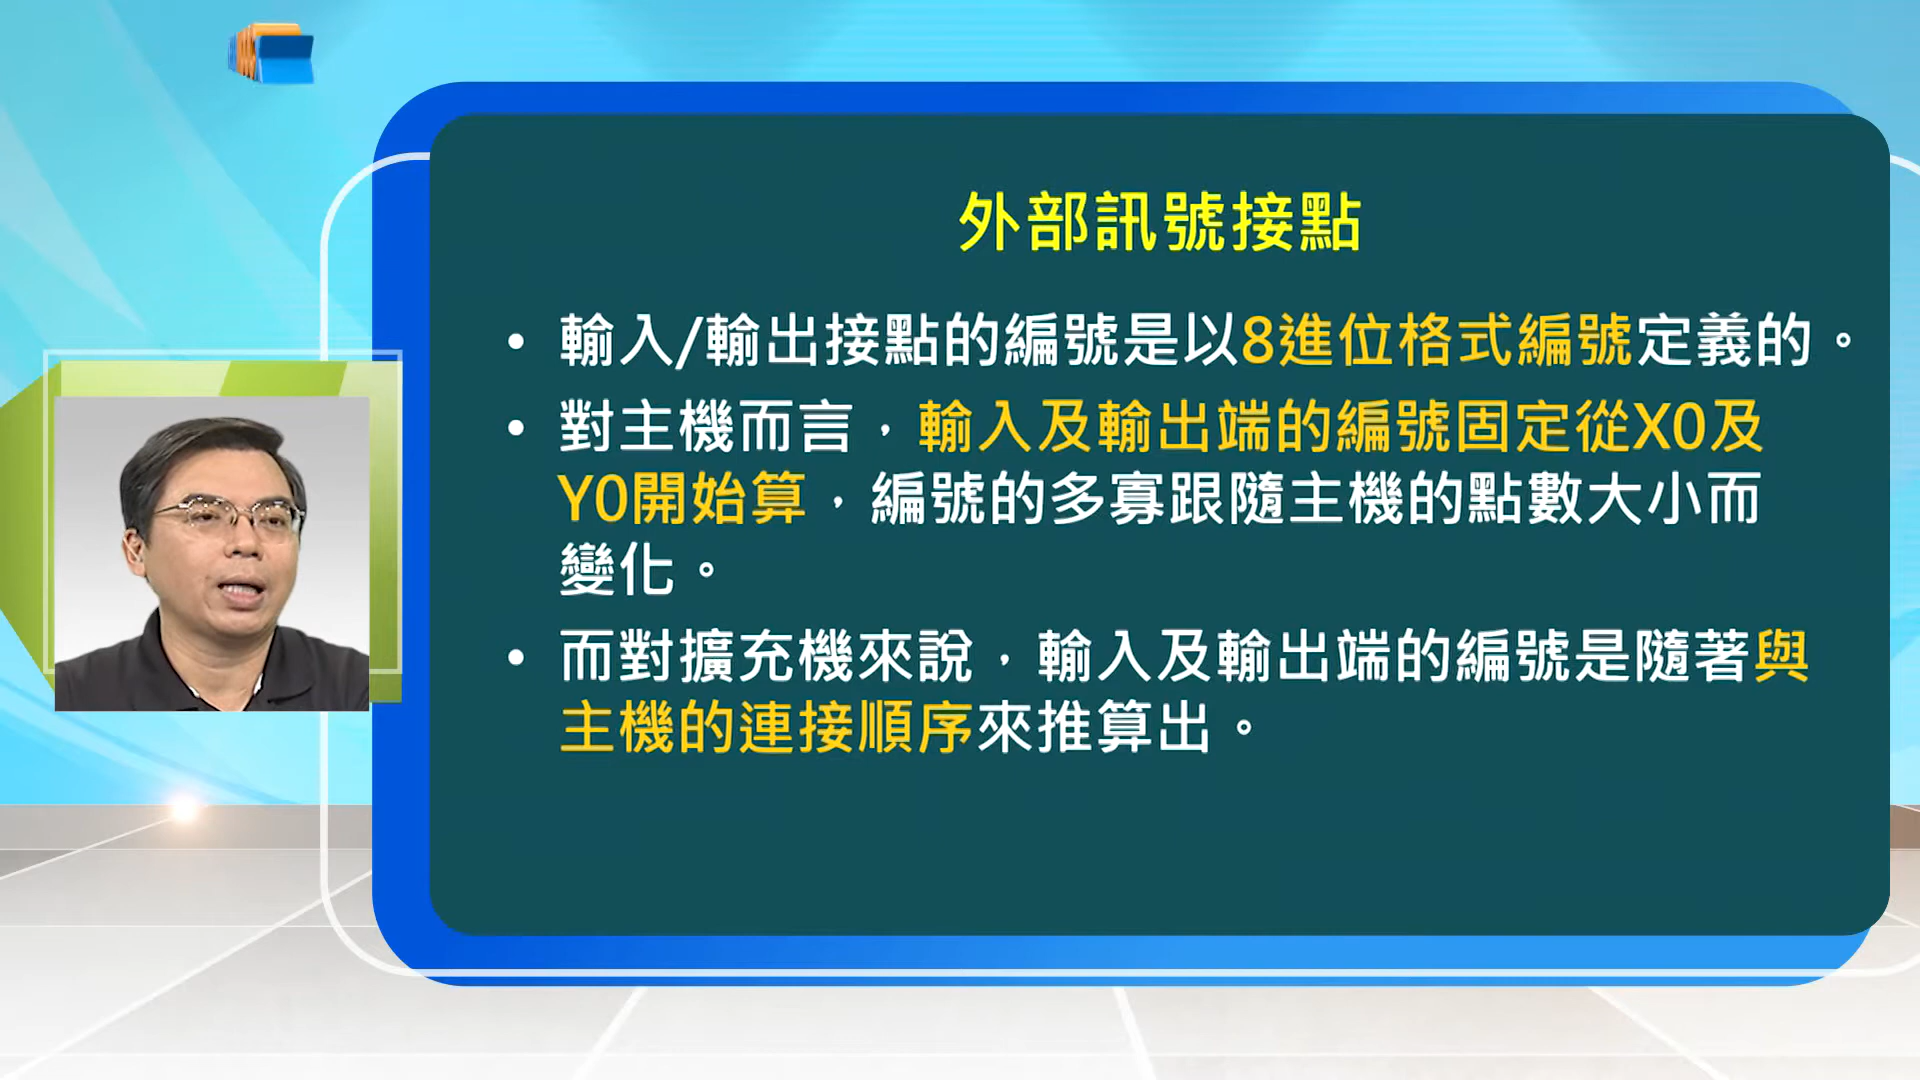 外部訊號接點
• 輸入/輸出接點的編號是以8進位格式編號定義的。
• 對主機而言，輸入及輸出端的編號固定從X0及
Y0開始算，編號的多寡跟隨主機的點數大小而
變化。
• 而對擴充機來說，輸入及輸出端的編號是隨著與
主機的連接順序來推算出。